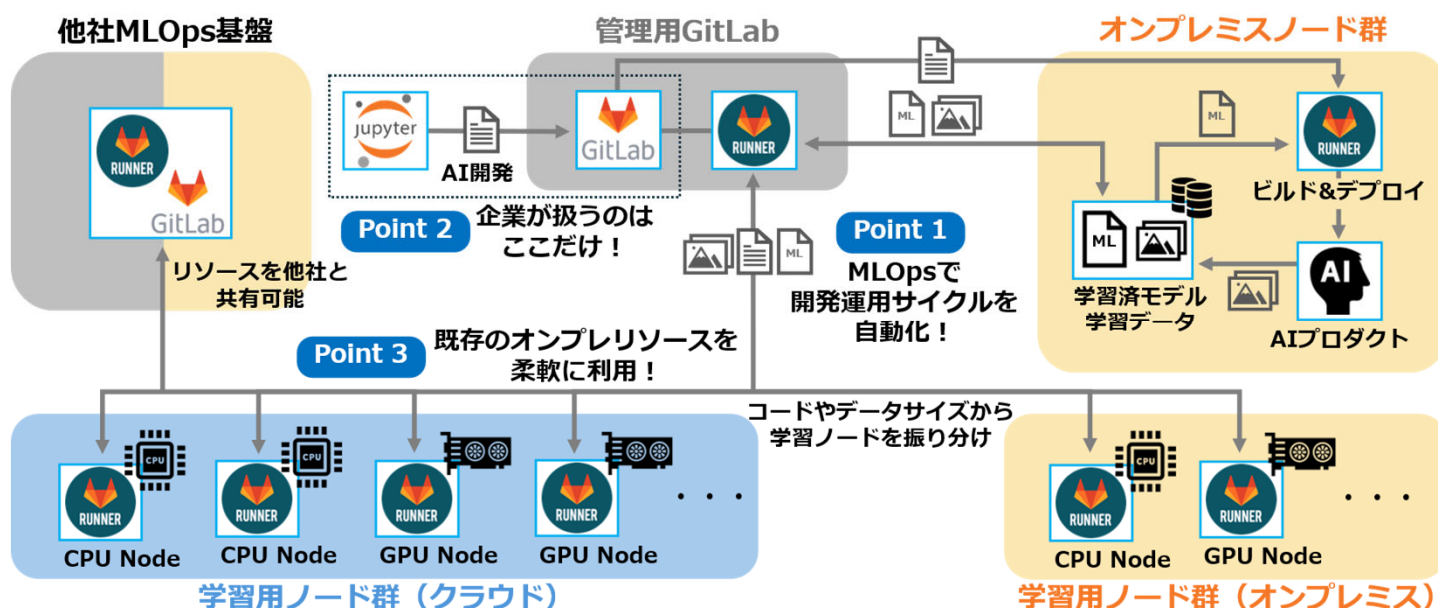 他社MLOps基盤
管理用GitLab
オンプレミスノード群
RUNNER
GitLab
jupyter
AI開発
GitLab
RUNNER
ML
ML
RUNNER
ビルド&デプロイ
ML
学習済モデル
学習データ
AI
AIプロダクト
リソースを他社と
共有可能
Point 2
企業が扱うのは
ここだけ！
ML
Point 1
MLOpsで
開発運用サイクルを
自動化！
Point 3
既存のオンプレリソースを
柔軟に利用！
コードやデータサイズから
学習ノードを振り分け
CPU
RUNNER
CPU Node
CPU
RUNNER
CPU Node
RUNNER
GPU Node
RUNNER
GPU Node
・・・
学習用ノード群（クラウド）
CPU
RUNNER
CPU Node
RUNNER
GPU Node
・・・
学習用ノード群（オンプレミス）